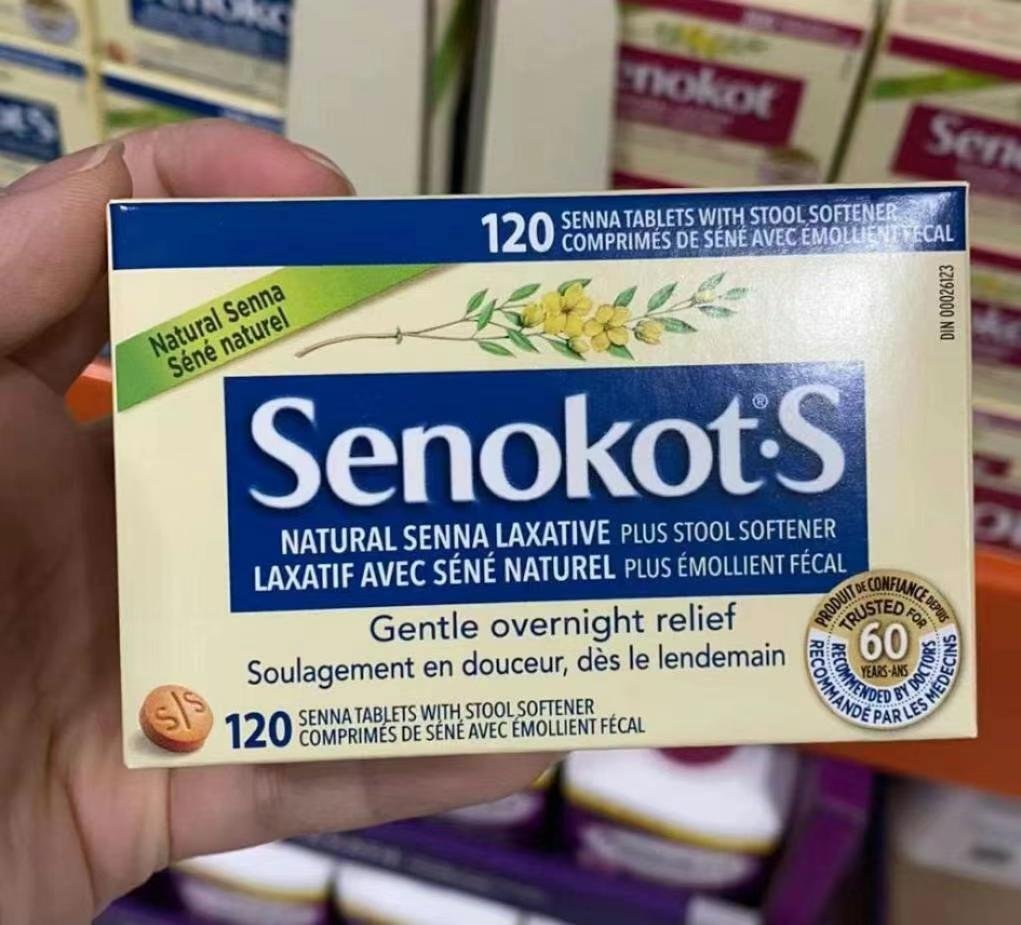 nokot
120 SENNA TABLETS WITH STOOL SOFTENER
COMPRIMÉS DE SÉNÉ AVEC ÉMOLLIENT FÉCAL
DIN 00026123
Natural Senna
Séné naturel
Senokot®·S
NATURAL SENNA LAXATIVE PLUS STOOL SOFTENER
LAXATIF AVEC SÉNÉ NATUREL PLUS ÉMOLLIENT FÉCAL
Gentle overnight relief
Soulagement en douceur, dès le lendemain
PRODUIT DE CONFIANCE DEPUIS
TRUSTED FOR
60
YEARS-ANS
RECOMMENDED BY DOCTORS
RECOMMANDÉ PAR LES MÉDECINS
S/S
120 SENNA TABLETS WITH STOOL SOFTENER
COMPRIMÉS DE SÉNÉ AVEC ÉMOLLIENT FÉCAL